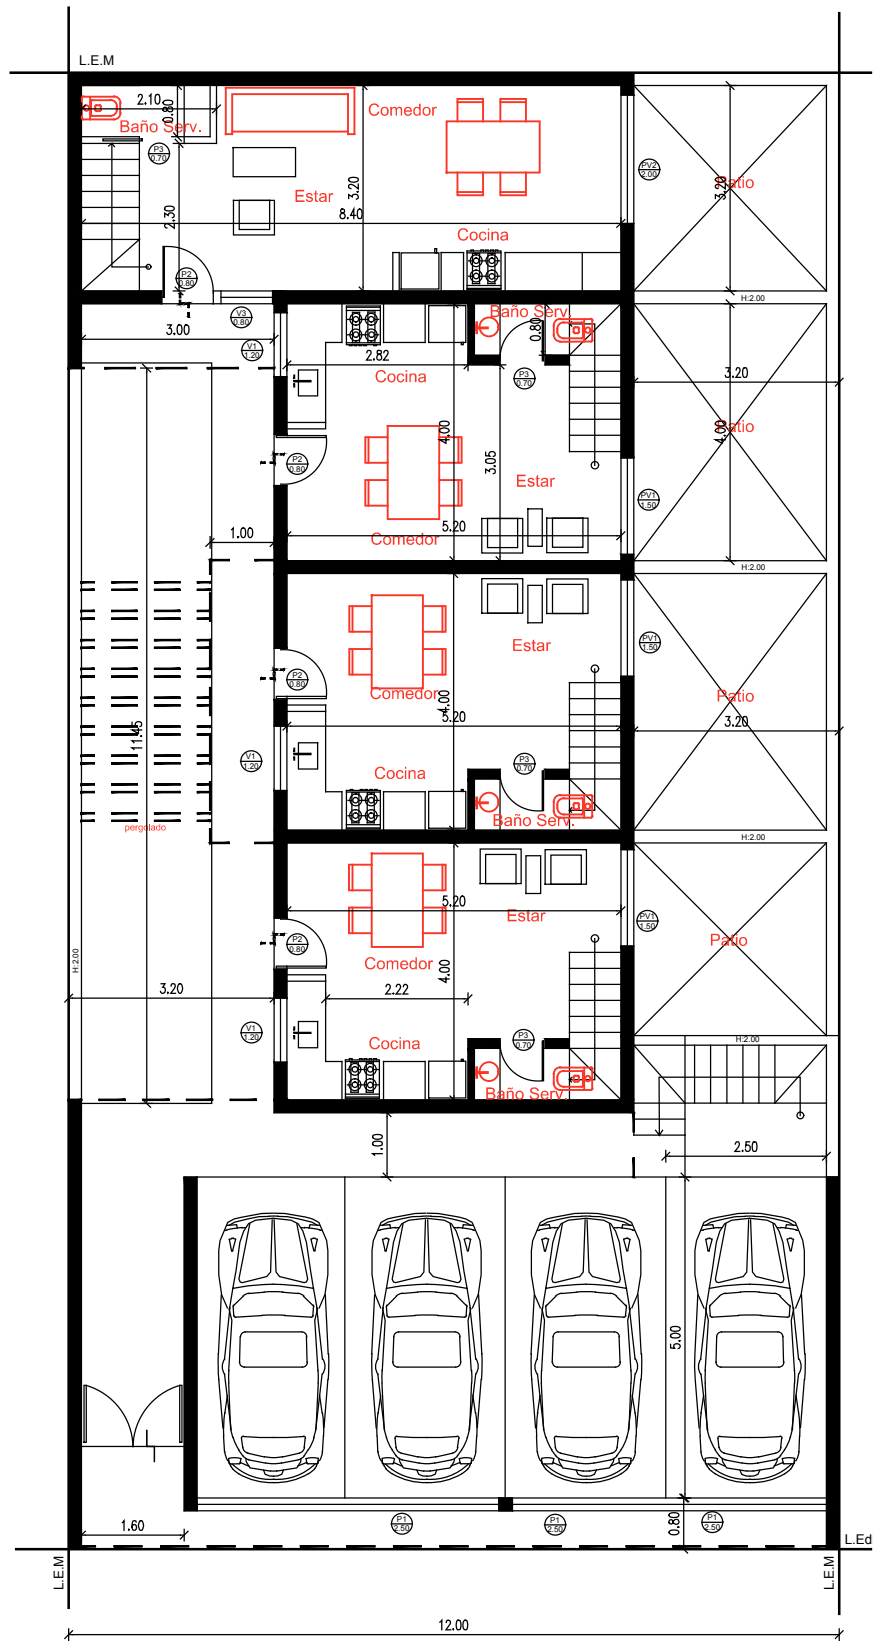 L.E.M
2.10
0.80
Baño Serv.
Comedor
P3
0.70
PV2
2.00
3.20
Patio
Estar
3.20
8.40
2.30
Cocina
P2
0.80
H:2.00
V3
0.80
Baño Serv.
3.00
0.80
V1
1.20
2.82
Cocina
P3
0.70
3.20
4.00
Patio
4.00
3.05
P2
0.80
Estar
PV1
1.50
1.00
5.20
Comedor
H:2.00
Estar
PV1
1.50
P2
0.80
Comedor
4.00
Patio
5.20
3.20
11.45
V1
1.20
Cocina
P3
0.70
Baño Serv.
pergolado
H:2.00
5.20
Estar
PV1
1.50
Patio
P2
0.80
Comedor
4.00
H:2.00
3.20
2.22
V1
1.20
Cocina
P3
0.70
H:2.00
Baño Serv.
1.00
2.50
5.00
1.60
P1
2.50
P1
2.50
P1
2.50
0.80
L.Ed
L.E.M
L.E.M
12.00